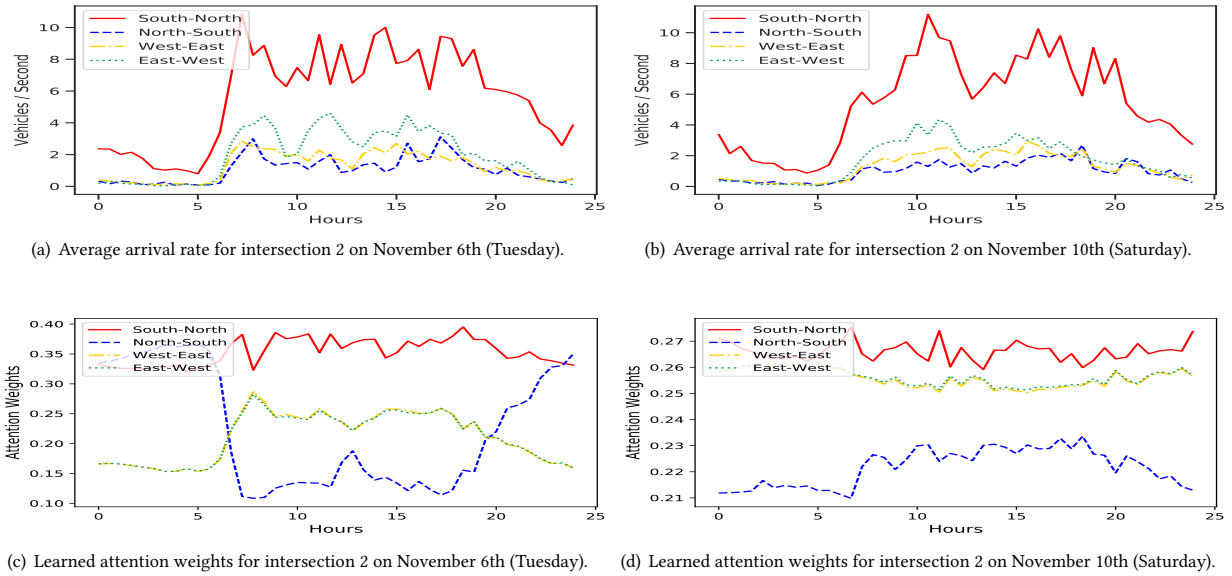 South-North
North-South
West-East
East-West
Vehicles / Second
10
8
6
4
2
0
0 5 10 15 20 25
Hours
(a) Average arrival rate for intersection 2 on November 6th (Tuesday).
South-North
North-South
West-East
East-West
Vehicles / Second
10
8
6
4
2
0
0 5 10 15 20 25
Hours
(b) Average arrival rate for intersection 2 on November 10th (Saturday).
South-North
North-South
West-East
East-West
Attention Weights
0.40
0.35
0.30
0.25
0.20
0.15
0.10
0 5 10 15 20 25
Hours
(c) Learned attention weights for intersection 2 on November 6th (Tuesday).
South-North
North-South
West-East
East-West
Attention Weights
0.27
0.26
0.25
0.24
0.23
0.22
0.21
0 5 10 15 20 25
Hours
(d) Learned attention weights for intersection 2 on November 10th (Saturday).